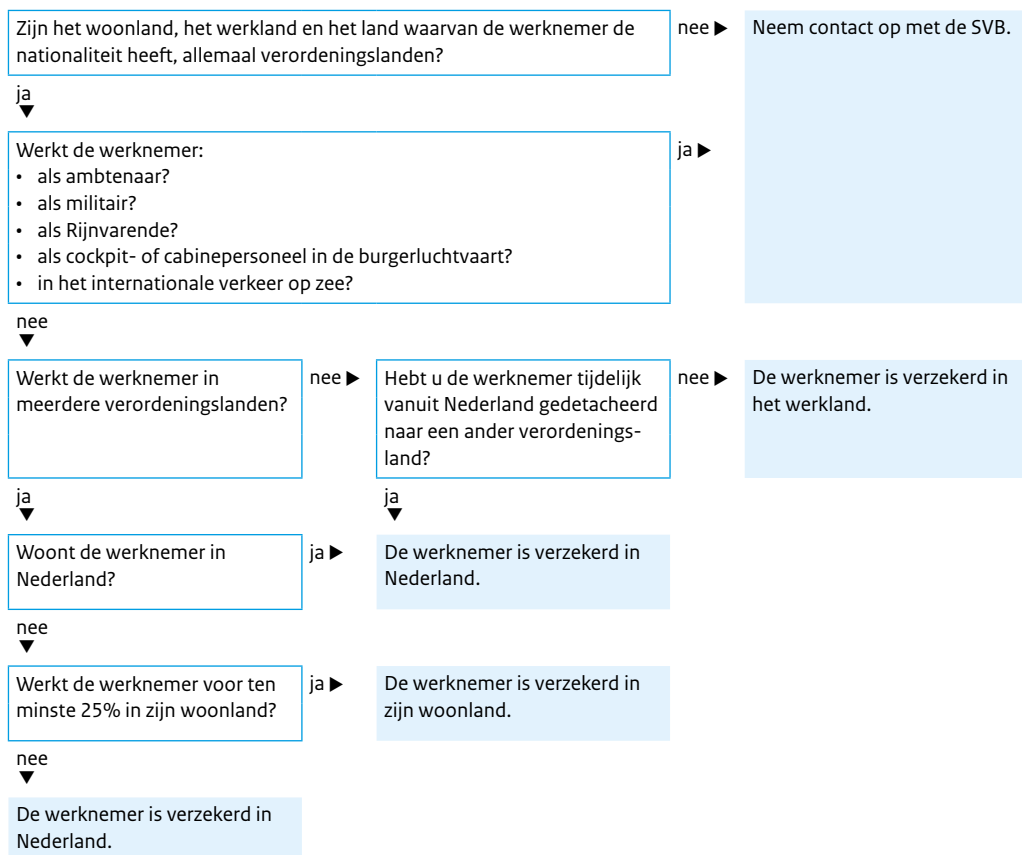 Zijn het woonland, het werkland en het land waarvan de werknemer de
nationaliteit heeft, allemaal verordeningslanden?
nee ▶
Neem contact op met de SVB.
ja
▼
Werkt de werknemer:
• als ambtenaar?
• als militair?
• als Rijnvarende?
• als cockpit- of cabinepersoneel in de burgerluchtvaart?
• in het internationale verkeer op zee?
ja ▶
nee
▼
Werkt de werknemer in
meerdere verordeningslanden?
nee ▶
Hebt u de werknemer tijdelijk
vanuit Nederland gedetacheerd
naar een ander verordenings-
land?
nee ▶
De werknemer is verzekerd in
het werkland.
ja
▼
ja
▼
Woont de werknemer in
Nederland?
ja ▶
De werknemer is verzekerd in
Nederland.
nee
▼
Werkt de werknemer voor ten
minste 25% in zijn woonland?
ja ▶
De werknemer is verzekerd in
zijn woonland.
nee
▼
De werknemer is verzekerd in
Nederland.